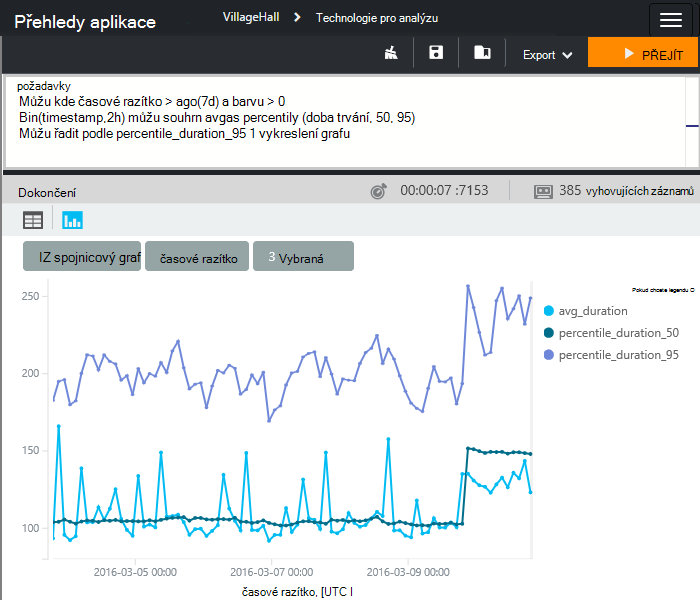 Přehledy aplikace
VillageHall
Technologie pro analýzu
Export
PŘEJÍT
požadavky
Můžu kde časové razítko > ago(7d) a barvu > 0
Bin(timestamp,2h) můžu souhrn avgas percentily (doba trvání, 50, 95)
Můžu řadit podle percentile_duration_95 1 vykreslení grafu
Dokončení
00:00:07 :7153
385 vyhovujících záznamů
IZ spojnicový graf
časové razítko
3 Vybraná
Pokud chcete legendu O
250
200
150
100
avg_duration
percentile_duration_50
percentile_duration_95
2016-03-05 00:00
2016-03-07 00:00
2016-03-09 00:00
časové razítko, [UTC I